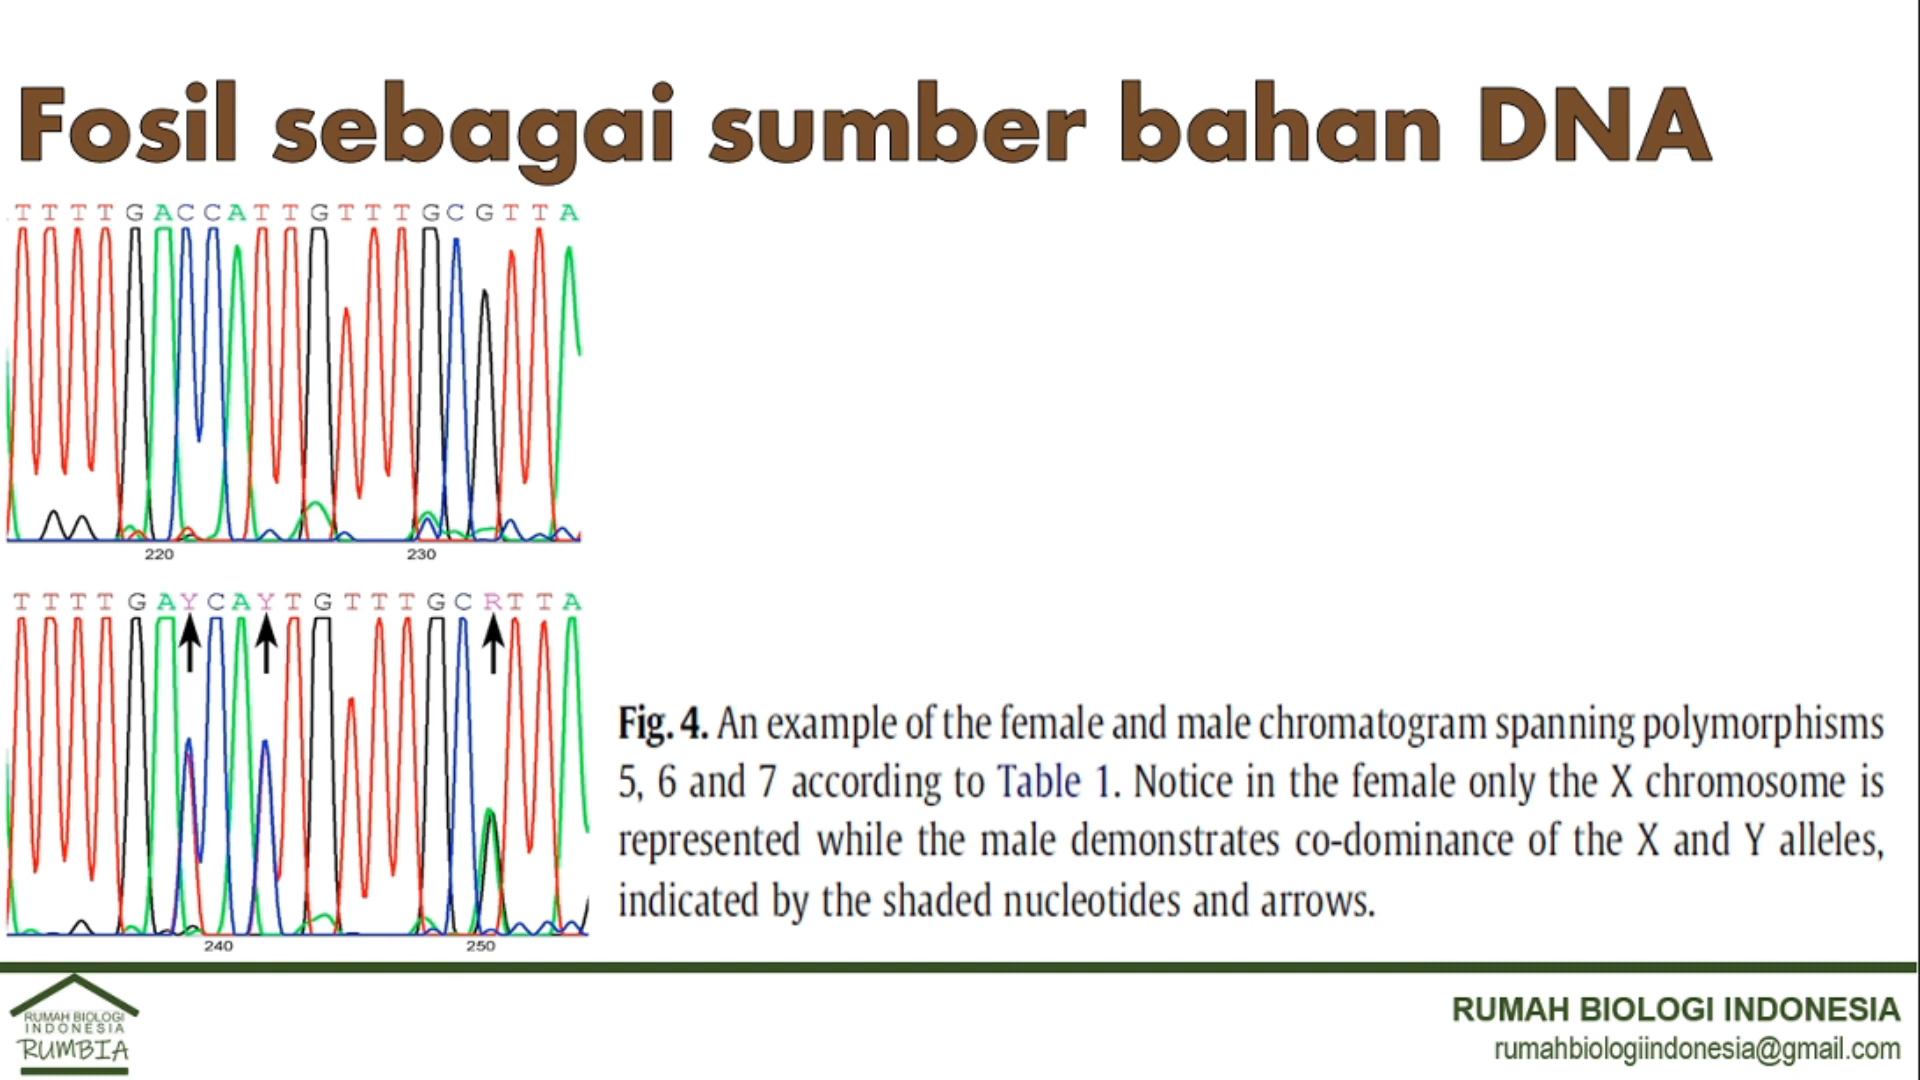 Fosil sebagai sumber bahan DNA
T T T T G A C C A T T G T T T G C G T T A
220 230
T T T T G A Y C A Y T G T T T G C R T T A
240 250
Fig. 4. An example of the female and male chromatogram spanning polymorphisms
5, 6 and 7 according to Table 1. Notice in the female only the X chromosome is
represented while the male demonstrates co-dominance of the X and Y alleles,
indicated by the shaded nucleotides and arrows.
RUMAH BIOLOGI
INDONESIA
RUMBIA
RUMAH BIOLOGI INDONESIA
rumahbiologiindonesia@gmail.com